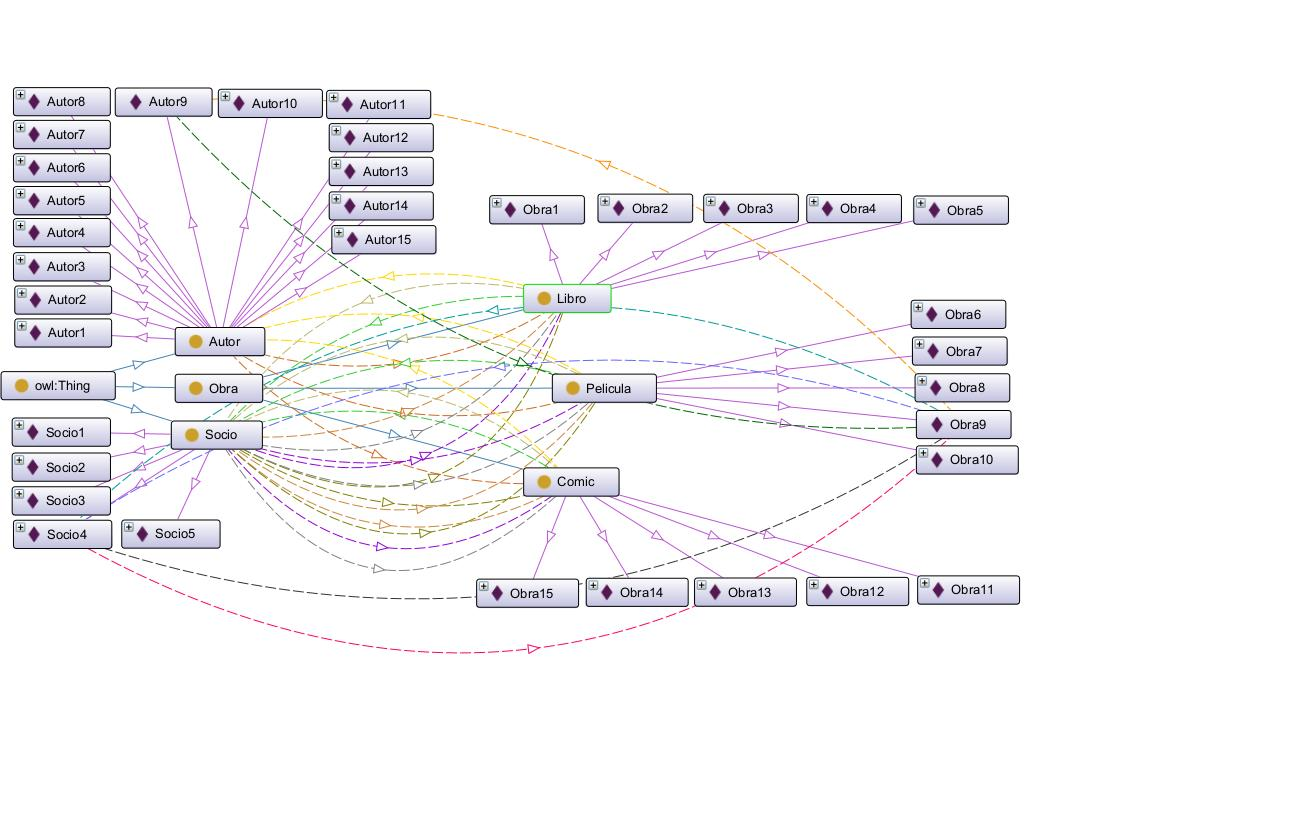 Autor8
Autor9
Autor10
Autor11
Autor7
Autor12
Autor6
Autor13
Autor5
Autor14
Autor4
Autor15
Autor3
Autor2
Autor1
Obra1
Obra2
Obra3
Obra4
Obra5
Libro
Autor
owl:Thing
Obra
Socio
Pelicula
Comic
Obra6
Obra7
Obra8
Obra9
Obra10
Socio1
Socio2
Socio3
Socio4
Socio5
Obra15
Obra14
Obra13
Obra12
Obra11